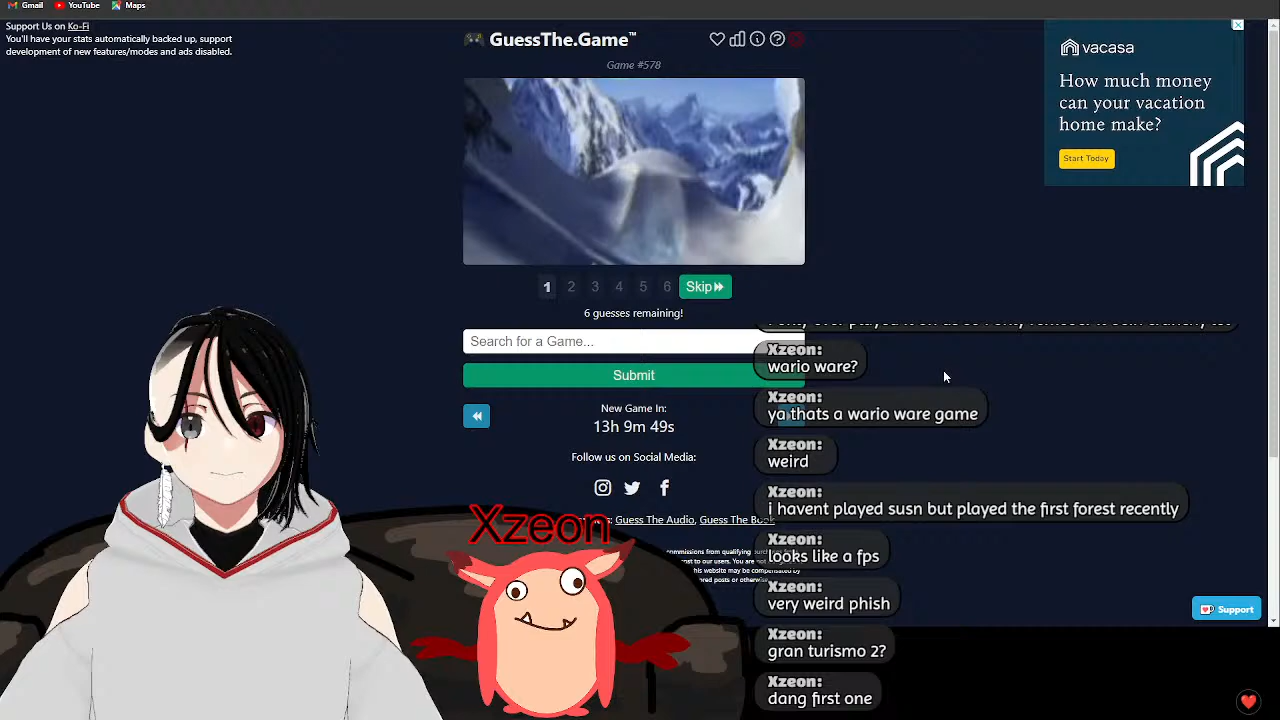 Gmail YouTube Maps
Support Us on Ko-Fi
You'll have your stats automatically backed up, support
development of new features/modes and ads disabled.
GuessThe.Game™
Game #578
vacasa
How much money
can your vacation
home make?
Start Today
1 2 3 4 5 6 Skip
6 guesses remaining!
Search for a Game...
Submit
New Game In:
13h 9m 49s
Follow us on Social Media:
Guess The Audio, Guess The Boo
Support
Xzeon:
wario ware?
Xzeon:
ya thats a wario ware game
Xzeon:
weird
Xzeon:
i havent played susn but played the first forest recently
Xzeon:
looks like a fps
Xzeon:
very weird phish
Xzeon:
gran turismo 2?
Xzeon:
dang first one
Xzeon